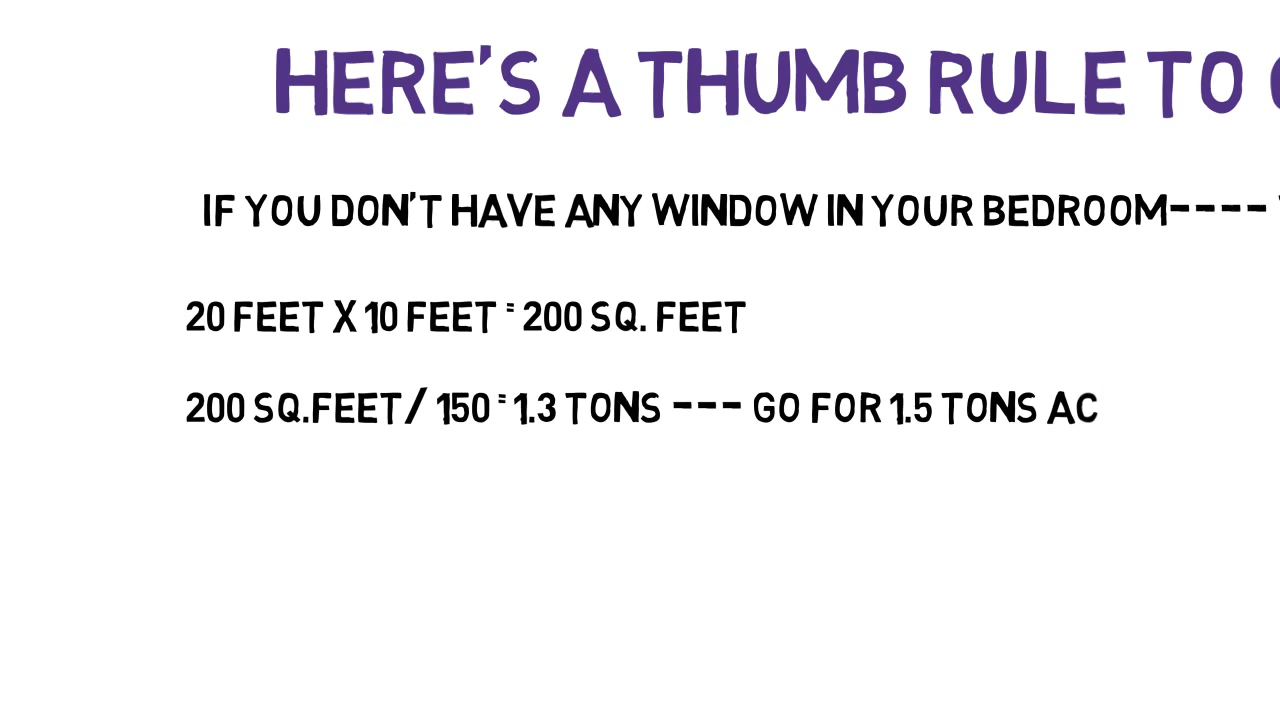 HERE'S A THUMB RULE TO
IF YOU DON'T HAVE ANY WINDOW IN YOUR BEDROOM----
20 FEET X 10 FEET = 200 SQ. FEET
200 SQ.FEET/ 150 = 1.3 TONS --- GO FOR 1.5 TONS AC